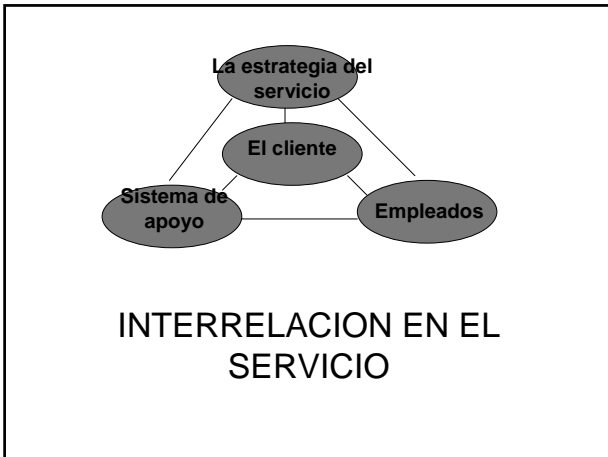 La estrategia del
servicio
El cliente
Sistema de
apoyo
Empleados
INTERRELACION EN EL
SERVICIO